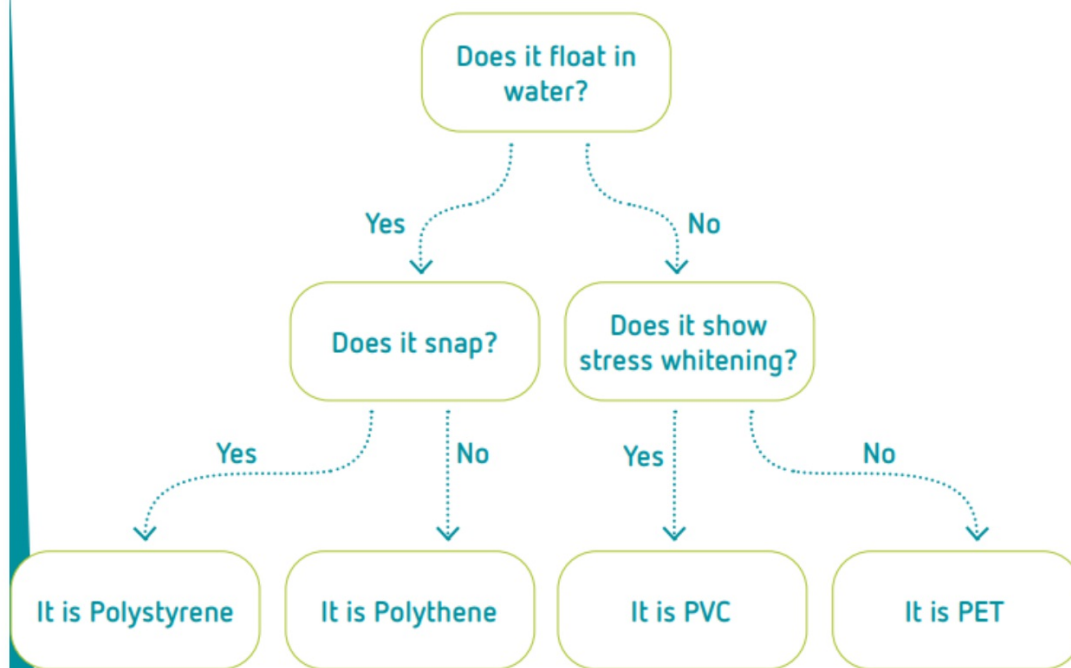 Does it float in
water?
Yes
No
Does it snap?
Does it show
stress whitening?
Yes
No
Yes
No
It is Polystyrene
It is Polythene
It is PVC
It is PET